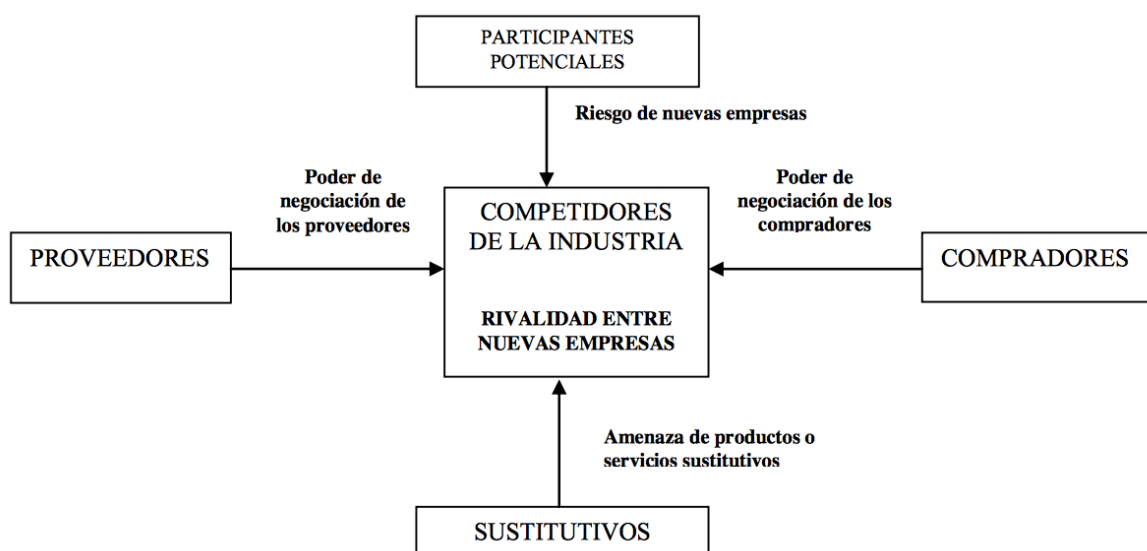 PARTICIPANTES
POTENCIALES
Riesgo de nuevas empresas
Poder de
negociación de
los proveedores
Poder de
negociación de los
compradores
PROVEEDORES
COMPETIDORES
DE LA INDUSTRIA
RIVALIDAD ENTRE
NUEVAS EMPRESAS
COMPRADORES
Amenaza de productos o
servicios sustitutivos
SUSTITUTIVOS